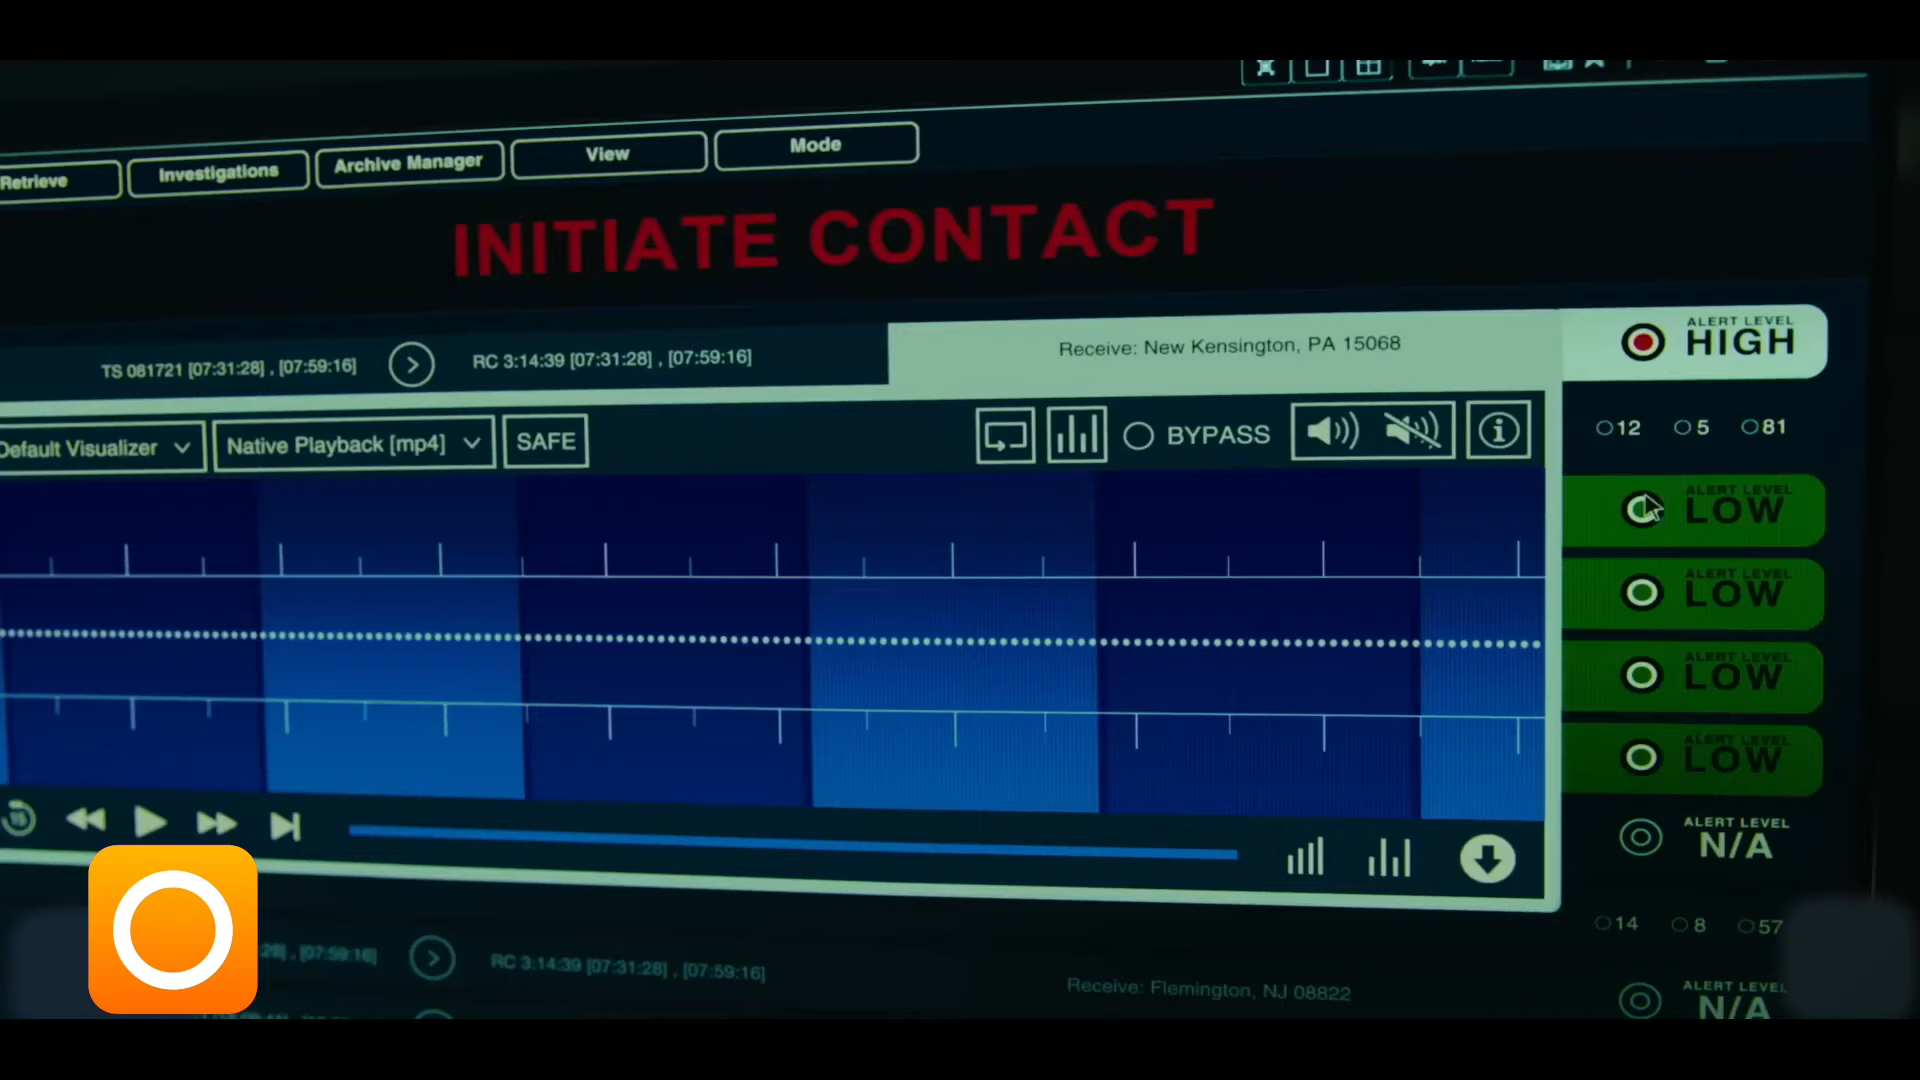 Retrieve
Investigations
Archive Manager
View
Mode
INITIATE CONTACT
TS 081721 [07:31:28] , [07:59:16]
RC 3:14:39 [07:31:28] , [07:59:16]
Receive: New Kensington, PA 15068
ALERT LEVEL
HIGH
Default Visualizer
Native Playback [mp4]
SAFE
BYPASS
12 5 81
ALERT LEVEL
LOW
ALERT LEVEL
LOW
ALERT LEVEL
LOW
ALERT LEVEL
LOW
15
ALERT LEVEL
N/A
14 8 57
, [07:59:16]
RC 3:14:39 [07:31:28] , [07:59:16]
Receive: Flemington, NJ 08822
ALERT LEVEL
N/A